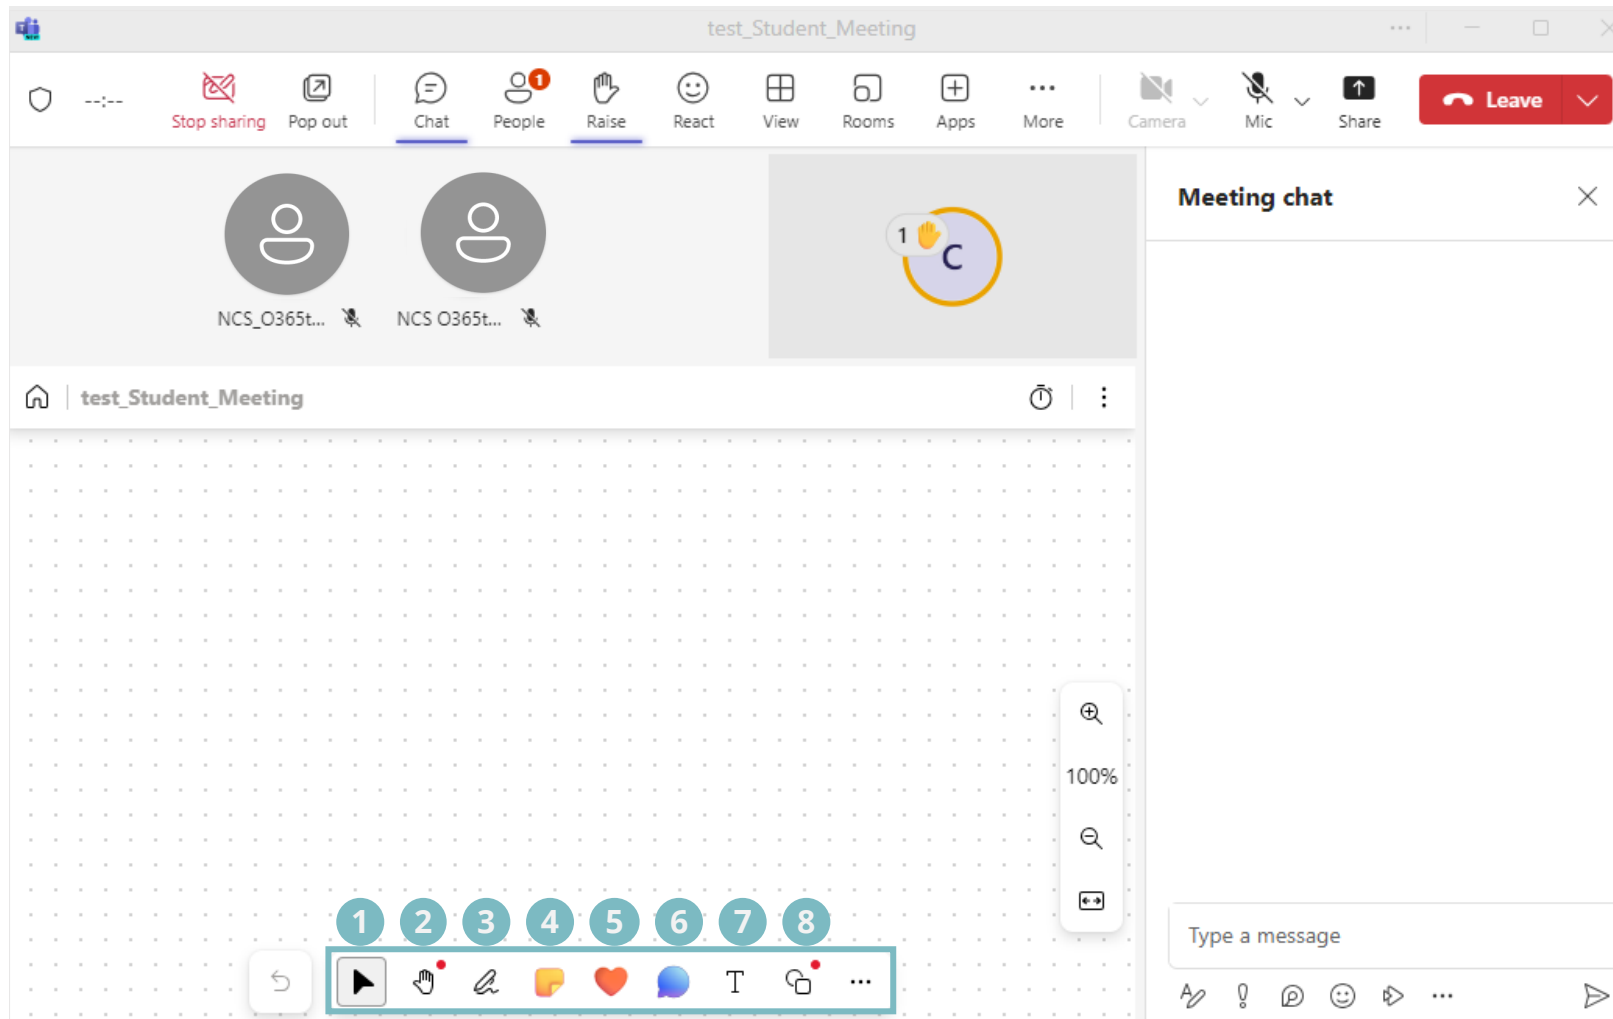 test_Student_Meeting
--:--
Stop sharing
Pop out
Chat
1
People
Raise
React
View
Rooms
Apps
More
Camera
Mic
Share
Leave
1
C
NCS_O365t...
NCS O365t...
Meeting chat
test_Student_Meeting
100%
1 2 3 4 5 6 7 8
T
Type a message